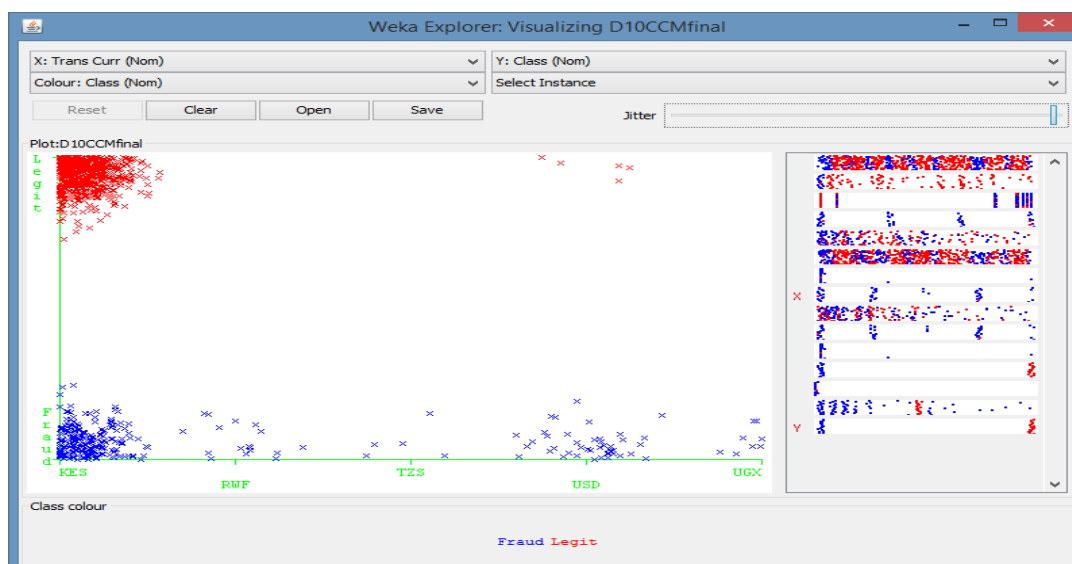 Weka Explorer: Visualizing D10CCMfinal
X: Trans Curr (Nom)
Y: Class (Nom)
Colour: Class (Nom)
Select Instance
Reset
Clear
Open
Save
Jitter
Plot:D10CCMfinal
Legit
Fraud
KES
RWF
TZS
USD
UGX
X
Y
Class colour
Fraud Legit